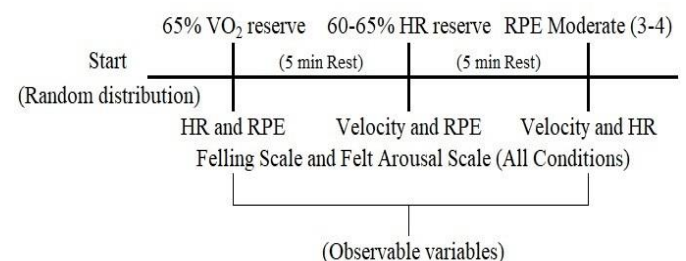 65% VO₂ reserve 60-65% HR reserve RPE Moderate (3-4)
Start (5 min Rest) (5 min Rest)
(Random distribution)
HR and RPE Velocity and RPE Velocity and HR
Felling Scale and Felt Arousal Scale (All Conditions)
(Observable variables)